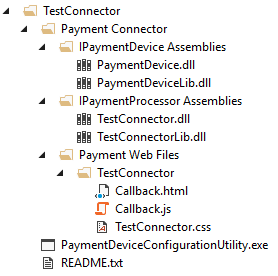 TestConnector
Payment Connector
IPaymentDevice Assemblies
PaymentDevice.dll
PaymentDeviceLib.dll
IPaymentProcessor Assemblies
TestConnector.dll
TestConnectorLib.dll
Payment Web Files
TestConnector
Callback.html
Callback.js
TestConnector.css
PaymentDeviceConfigurationUtility.exe
README.txt